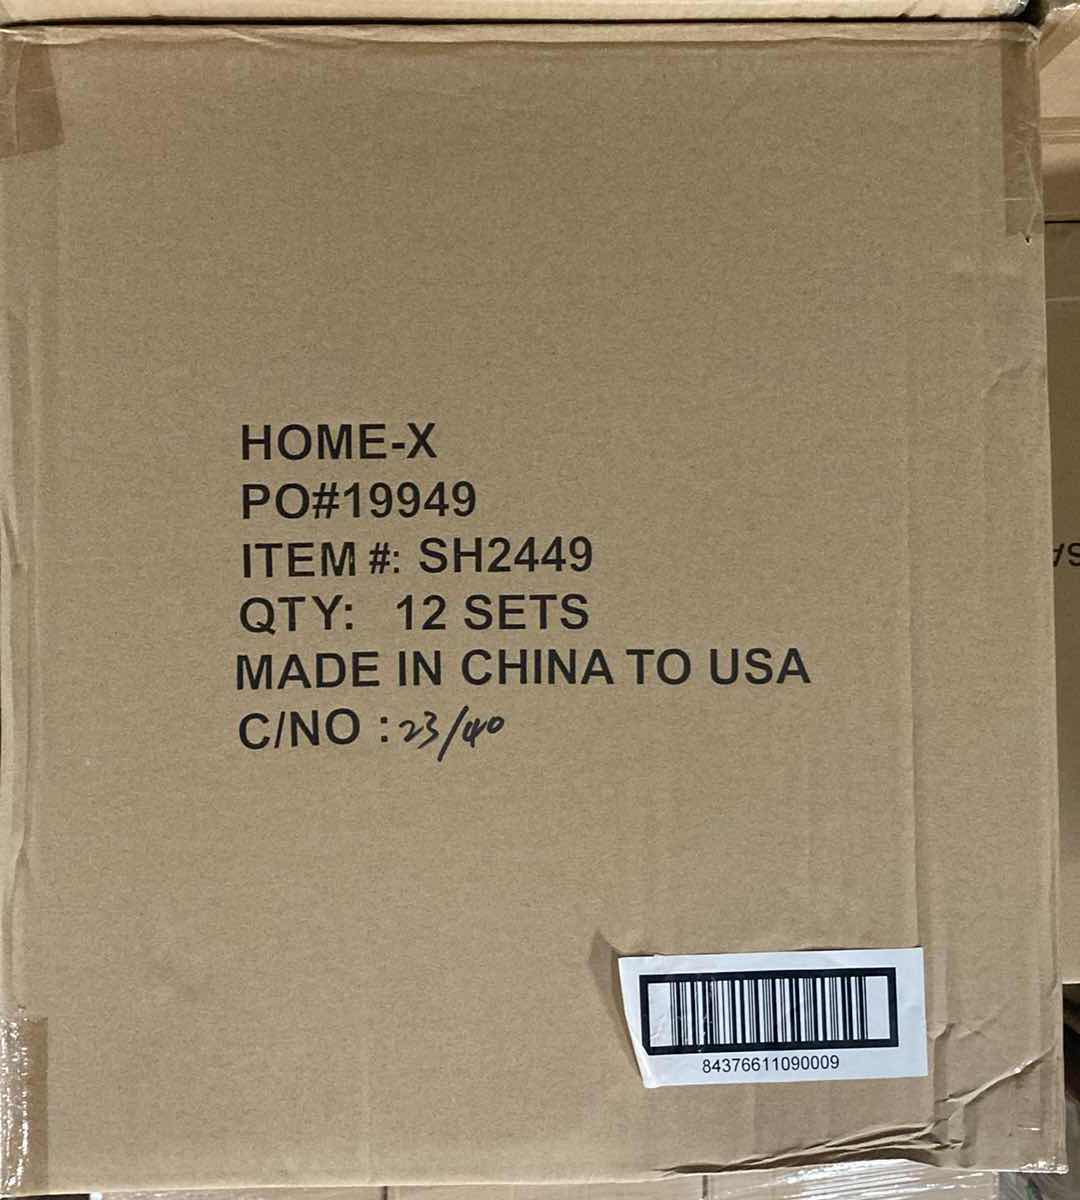 HOME-X
PO#19949
ITEM #: SH2449
QTY: 12 SETS
MADE IN CHINA TO USA
C/NO : 23/40
84376611090009